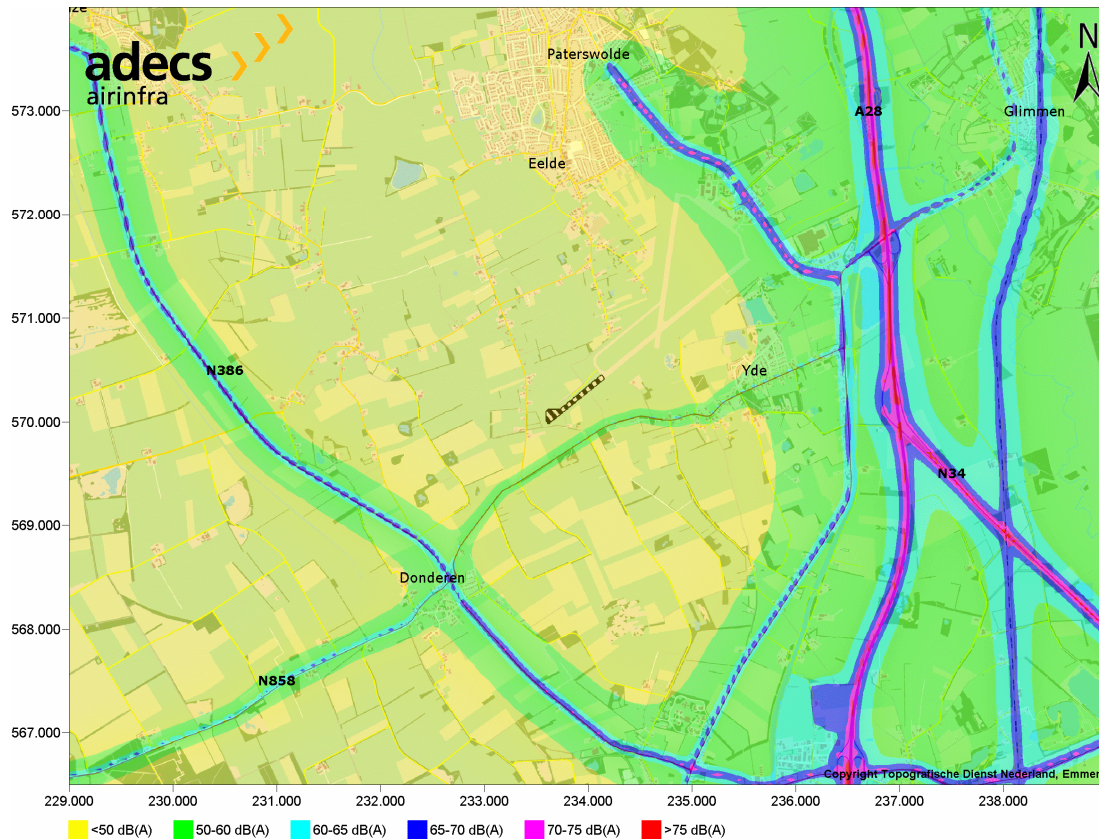 ze
adecs
airinfra
Paterswolde
N
573.000
A28
Glimmen
Eelde
572.000
571.000
N386
Yde
570.000
N34
569.000
Donderen
568.000
N858
567.000
Copyright Topografische Dienst Nederland, Emmen
229.000 230.000 231.000 232.000 233.000 234.000 235.000 236.000 237.000 238.000
<50 dB(A) 50-60 dB(A) 60-65 dB(A) 65-70 dB(A) 70-75 dB(A) >75 dB(A)